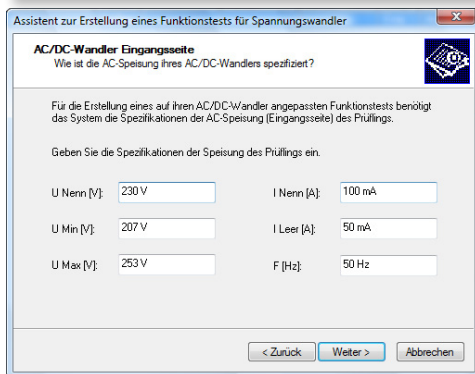 Assistent zur Erstellung eines Funktionstests für Spannungswandler
AC/DC-Wandler Eingangsseite
Wie ist die AC-Speisung ihres AC/DC-Wandlers spezifiziert?
Für die Erstellung eines auf ihren AC/DC-Wandler angepassten Funktionstests benötigt
das System die Spezifikationen der AC-Speisung (Eingangsseite) des Prüflings.
Geben Sie die Spezifikationen der Speisung des Prüflings ein.
U Nenn [V]: 230 V I Nenn [A]: 100 mA
U Min [V]: 207 V I Leer [A]: 50 mA
U Max [V]: 253 V F [Hz]: 50 Hz
< Zurück Weiter > Abbrechen